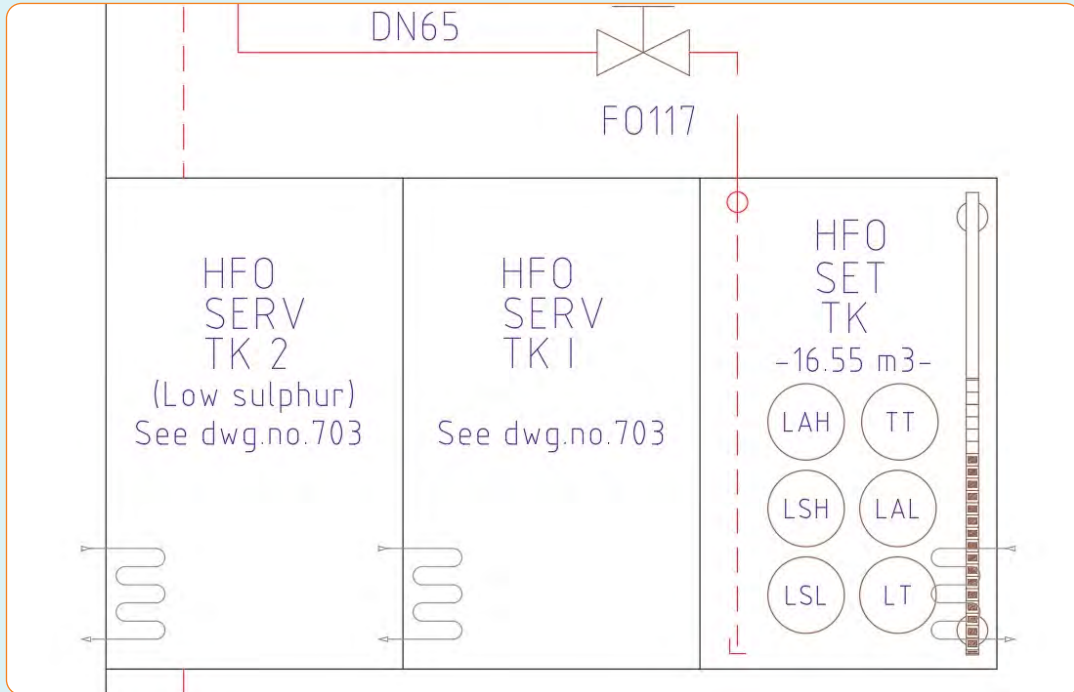 DN65
FO117
HFO
SERV
TK 2
(Low sulphur)
See dwg.no.703
HFO
SERV
TK 1
See dwg.no.703
HFO
SET
TK
-16.55 m3-
LAH
TT
LSH
LAL
LSL
LT